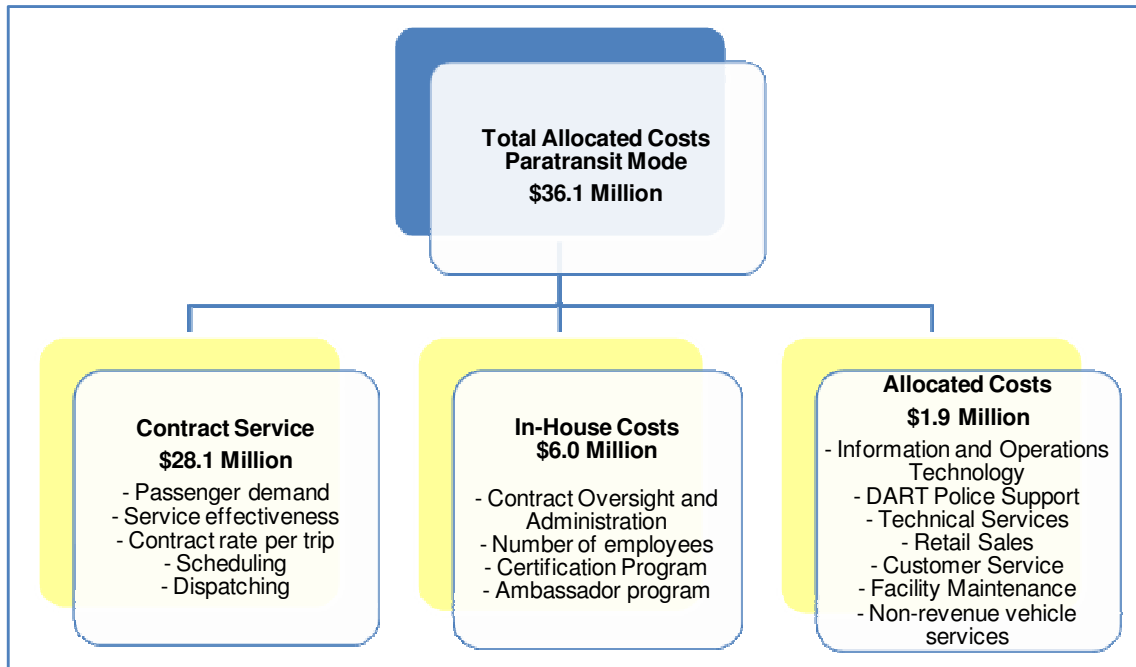 Total Allocated Costs
Paratransit Mode
$36.1 Million
Contract Service
$28.1 Million
- Passenger demand
- Service effectiveness
- Contract rate per trip
- Scheduling
- Dispatching
In-House Costs
$6.0 Million
- Contract Oversight and
Administration
- Number of employees
- Certification Program
- Ambassador program
Allocated Costs
$1.9 Million
- Information and Operations
Technology
- DART Police Support
- Technical Services
- Retail Sales
- Customer Service
- Facility Maintenance
- Non-revenue vehicle
services